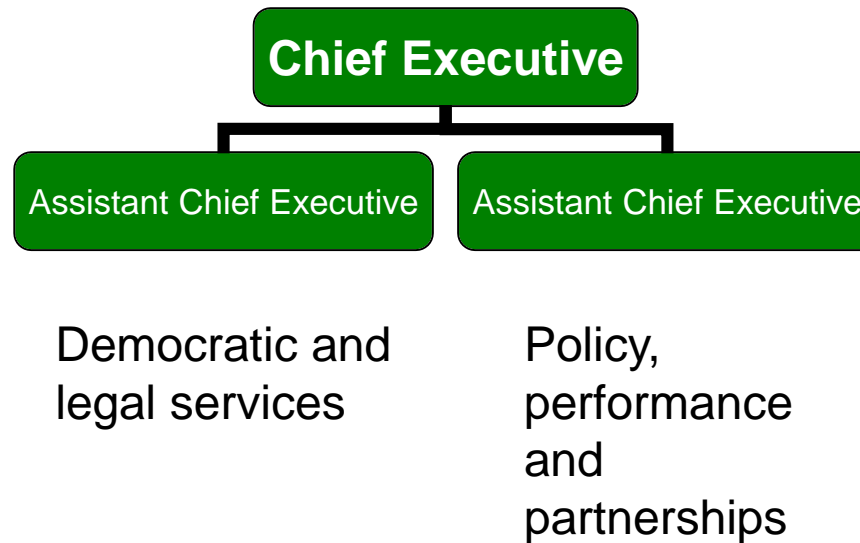 Chief Executive
Assistant Chief Executive
Assistant Chief Executive
Democratic and
legal services
Policy,
performance
and
partnerships